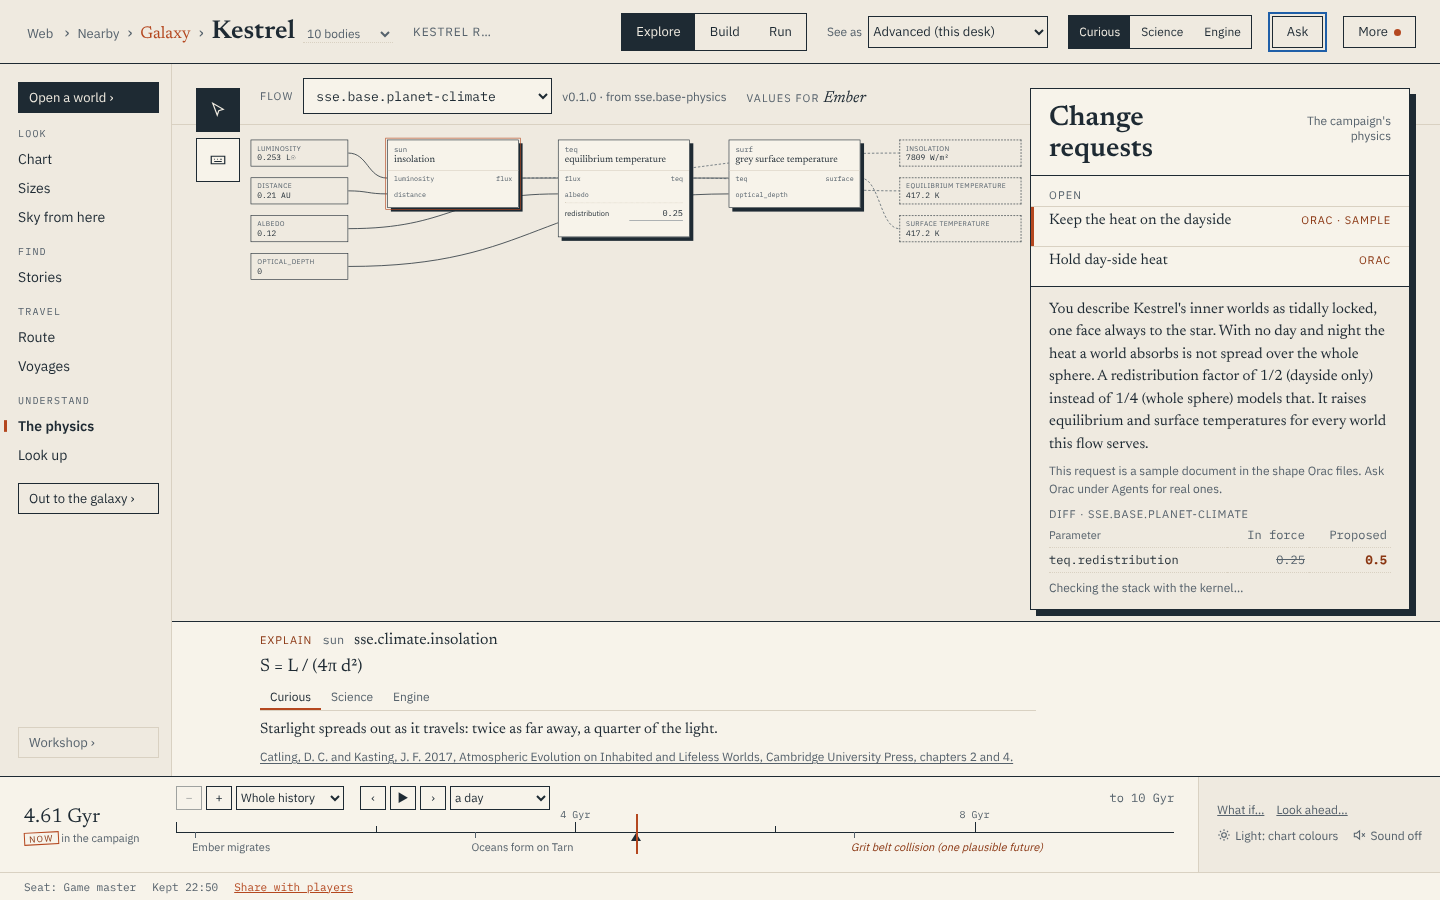 Web › Nearby › Galaxy › Kestrel 10 bodies KESTREL R...
Explore Build Run
See as Advanced (this desk)
Curious Science Engine
Ask
More
Open a world ›
LOOK
Chart
Sizes
Sky from here
FIND
Stories
TRAVEL
Route
Voyages
UNDERSTAND
The physics
Look up
Out to the galaxy ›
Workshop ›
FLOW sse.base.planet-climate v0.1.0 · from sse.base-physics VALUES FOR Ember
LUMINOSITY
0.253 L☉
DISTANCE
0.21 AU
ALBEDO
0.12
OPTICAL_DEPTH
0
sun
insolation
luminosity flux
distance
teq
equilibrium temperature
flux teq
albedo
redistribution 0.25
surf
grey surface temperature
teq surface
optical_depth
INSOLATION
7809 W/m²
EQUILIBRIUM TEMPERATURE
417.2 K
SURFACE TEMPERATURE
417.2 K
Change
requests
The campaign's
physics
OPEN
Keep the heat on the dayside ORAC · SAMPLE
Hold day-side heat ORAC
You describe Kestrel's inner worlds as tidally locked,
one face always to the star. With no day and night the
heat a world absorbs is not spread over the whole
sphere. A redistribution factor of 1/2 (dayside only)
instead of 1/4 (whole sphere) models that. It raises
equilibrium and surface temperatures for every world
this flow serves.
This request is a sample document in the shape Orac files. Ask
Orac under Agents for real ones.
DIFF · SSE.BASE.PLANET-CLIMATE
Parameter In force Proposed
teq.redistribution 0.25 0.5
Checking the stack with the kernel...
EXPLAIN sun sse.climate.insolation
S = L / (4π d²)
Curious Science Engine
Starlight spreads out as it travels: twice as far away, a quarter of the light.
Catling, D. C. and Kasting, J. F. 2017, Atmospheric Evolution on Inhabited and Lifeless Worlds, Cambridge University Press, chapters 2 and 4.
4.61 Gyr
NOW in the campaign
− + Whole history ‹ ▶ › a day
to 10 Gyr
4 Gyr 8 Gyr
Ember migrates Oceans form on Tarn Grit belt collision (one plausible future)
What if... Look ahead...
Light: chart colours Sound off
Seat: Game master Kept 22:50 Share with players